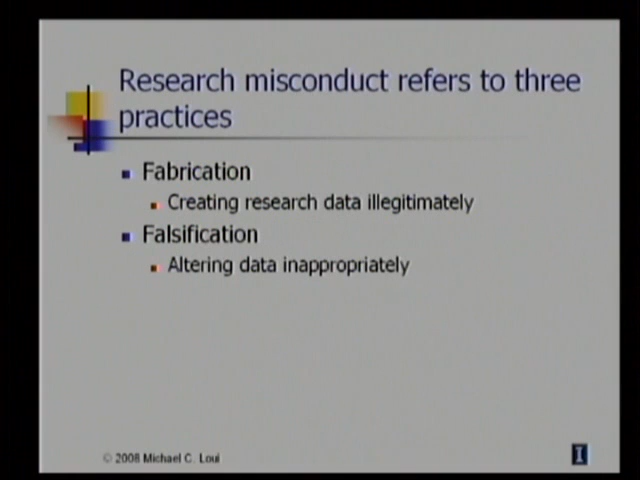 Research misconduct refers to three
practices
Fabrication
Creating research data illegitimately
Falsification
Altering data inappropriately
© 2008 Michael C. Loui
I